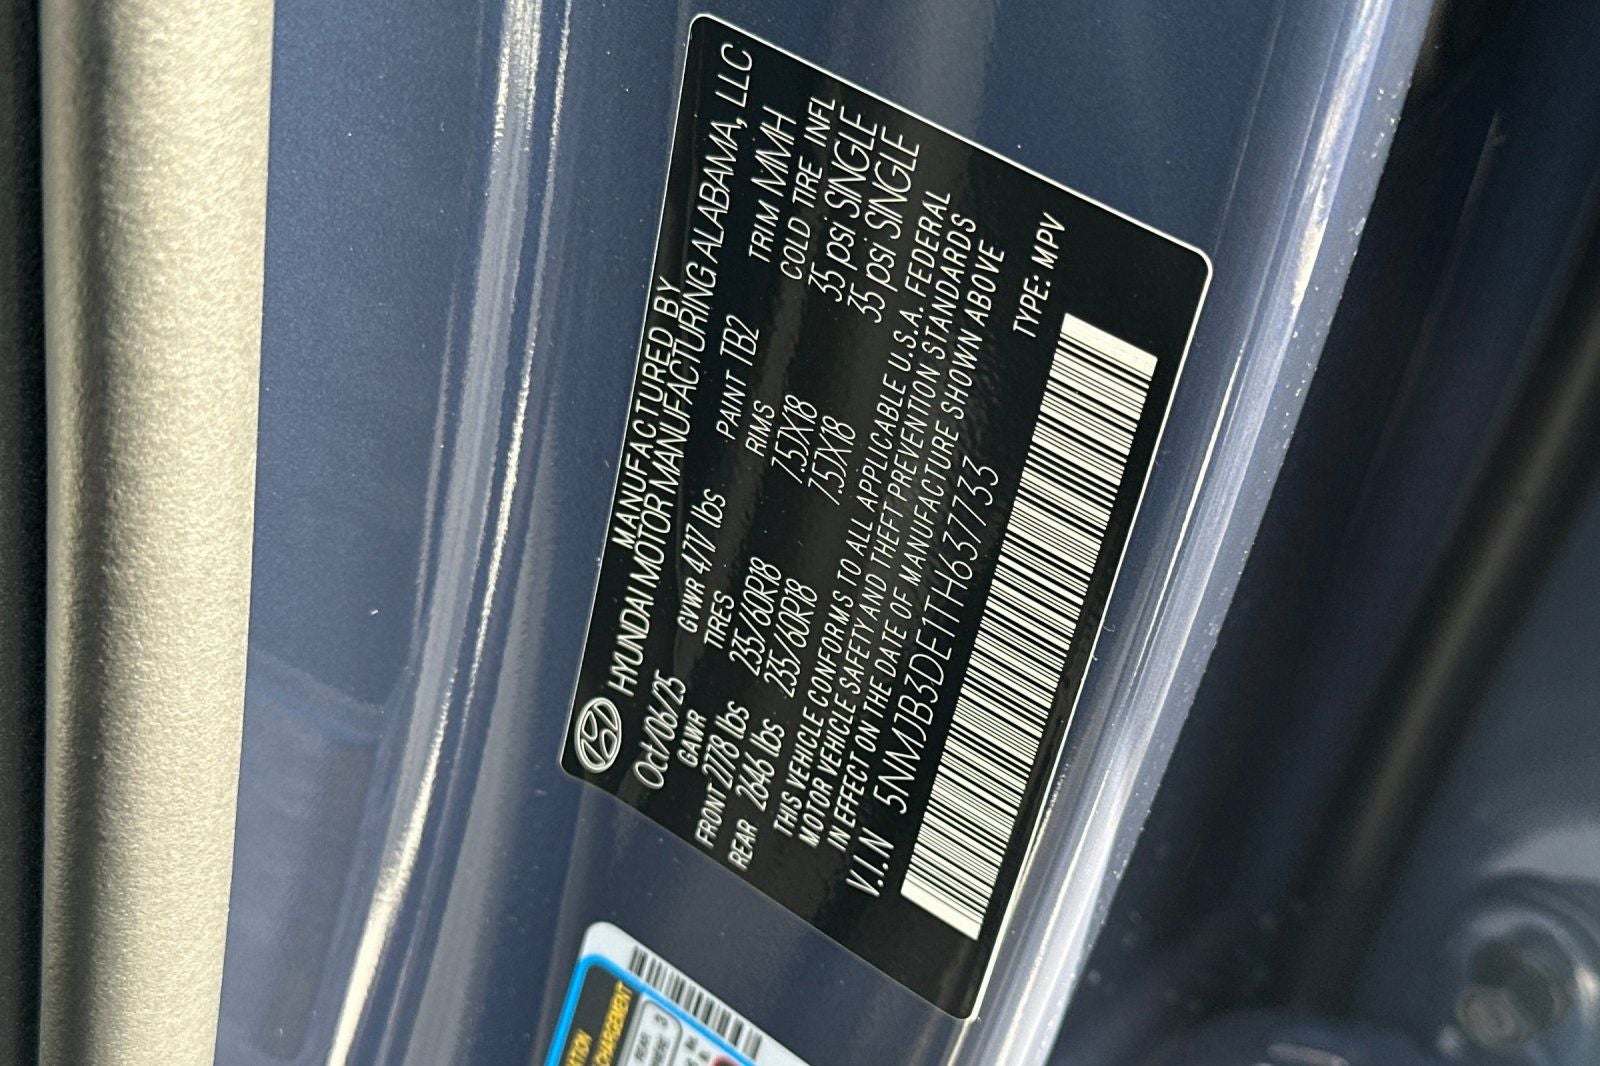 MANUFACTURED BY
HYUNDAI MOTOR MANUFACTURING ALABAMA, LLC
Oct/06/25 GVWR 4717 lbs PAINT TB2 TRIM MMH
GAWR TIRES RIMS COLD TIRE INFL
FRONT 2778 lbs 235/60R18 7.5JX18 35 psi SINGLE
REAR 2646 lbs 235/60R18 7.5JX18 35 psi SINGLE
THIS VEHICLE CONFORMS TO ALL APPLICABLE U.S.A. FEDERAL
MOTOR VEHICLE SAFETY AND THEFT PREVENTION STANDARDS
IN EFFECT ON THE DATE OF MANUFACTURE SHOWN ABOVE
V.I.N 5NMJB3DE1TH637733 TYPE: MPV
CHARGEMENT